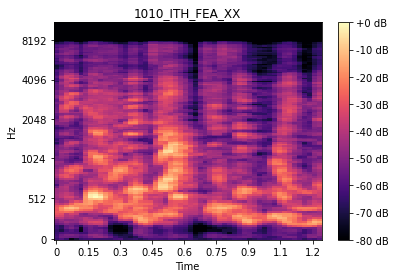 1010_ITH_FEA_XX
+0 dB
8192
-10 dB
4096
-20 dB
-30 dB
2048
Hz
-40 dB
1024
-50 dB
512
-60 dB
-70 dB
0
-80 dB
0 0.15 0.3 0.45 0.6 0.75 0.9 1.1 1.2
Time